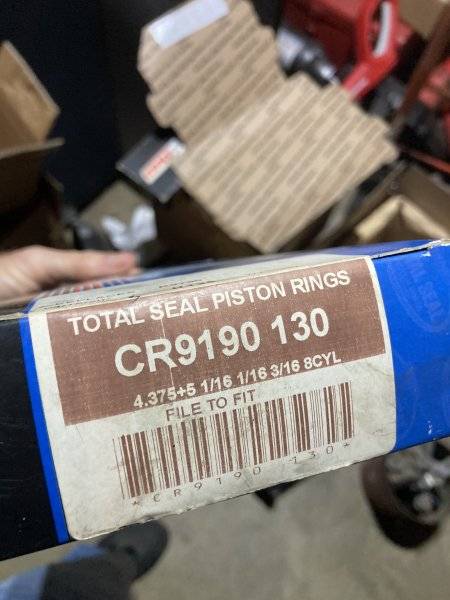 TOTAL SEAL PISTON RINGS
CR9190 130
4.375+5 1/16 1/16 3/16 8CYL
FILE TO FIT
*CR9190 130*